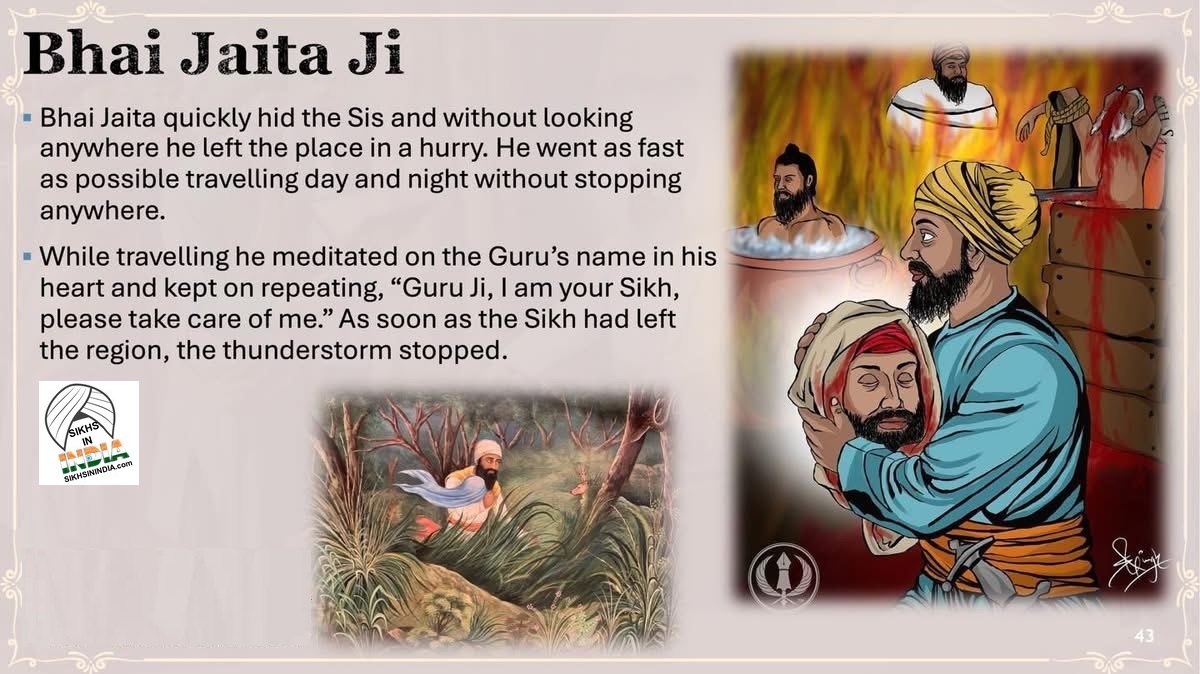 Bhai Jaita Ji
Bhai Jaita quickly hid the Sis and without looking
anywhere he left the place in a hurry. He went as fast
as possible travelling day and night without stopping
anywhere.
While travelling he meditated on the Guru’s name in his
heart and kept on repeating, “Guru Ji, I am your Sikh,
please take care of me.” As soon as the Sikh had left
the region, the thunderstorm stopped.
SIKHS
IN
INDIA
SIKHSININDIA.com
43